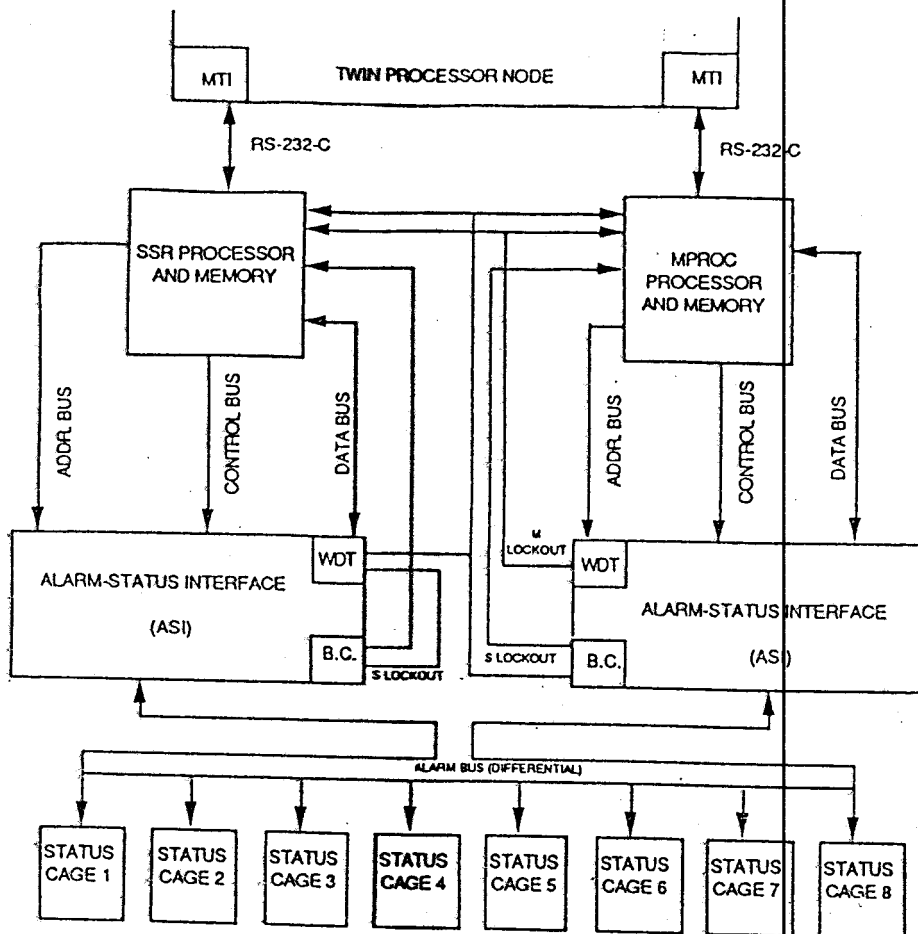 MTI
TWIN PROCESSOR NODE
MTI
RS-232-C
RS-232-C
SSR PROCESSOR
AND MEMORY
MPROC
PROCESSOR
AND MEMORY
ADDR. BUS
CONTROL BUS
DATA BUS
ADDR. BUS
CONTROL BUS
DATA BUS
M
LOCKOUT
WDT
WDT
ALARM-STATUS INTERFACE
(ASI)
ALARM-STATUS INTERFACE
(ASI)
B.C.
S LOCKOUT
S LOCKOUT
B.C.
ALARM BUS (DIFFERENTIAL)
STATUS
CAGE 1
STATUS
CAGE 2
STATUS
CAGE 3
STATUS
CAGE 4
STATUS
CAGE 5
STATUS
CAGE 6
STATUS
CAGE 7
STATUS
CAGE 8